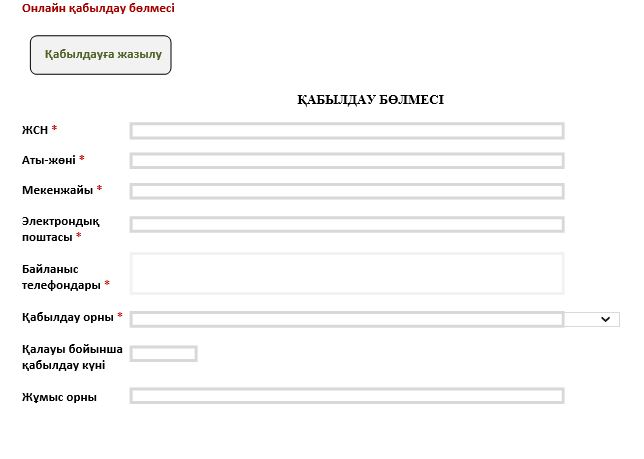 Онлайн қабылдау бөлмесі
Қабылдауға жазылу
ҚАБЫЛДАУ БӨЛМЕСІ
ЖСН *
Аты-жөні *
Мекенжайы *
Электрондық
поштасы *
Байланыс
телефондары *
Қабылдау орны *
Қалауы бойынша
қабылдау күні
Жұмыс орны